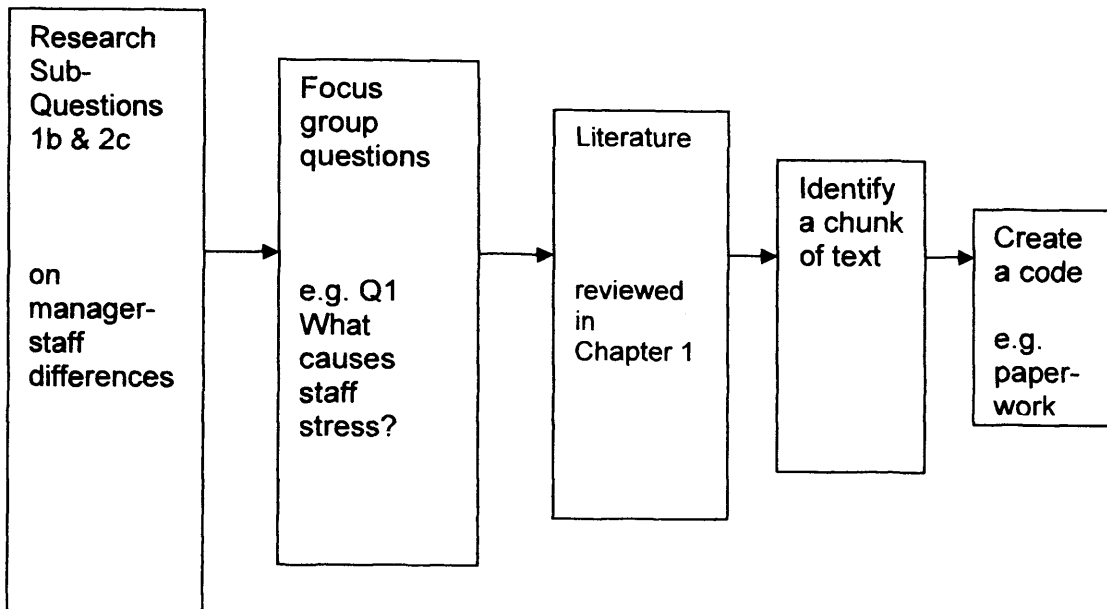 Research
Sub-
Questions
1b & 2c
on
manager-
staff
differences
Focus
group
questions
e.g. Q1
What
causes
staff
stress?
Literature
reviewed
in
Chapter 1
Identify
a chunk
of text
Create
a code
e.g.
paper-
work